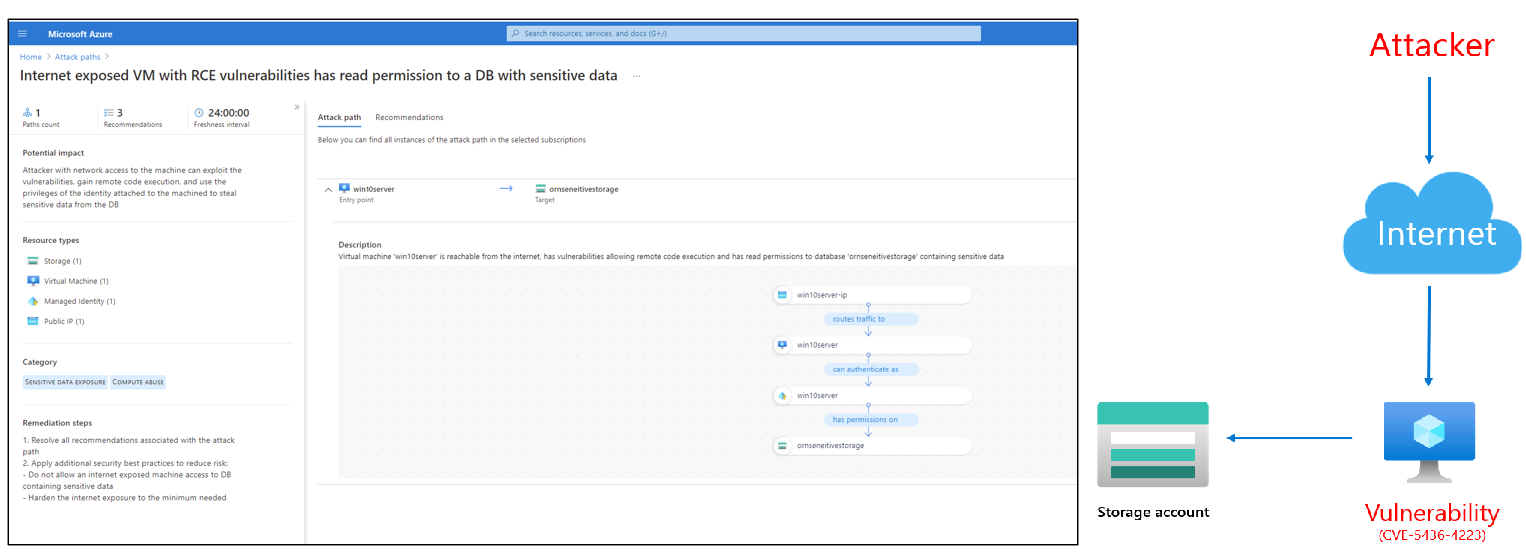 Microsoft Azure
Search resources, services, and docs (G+/)
Home > Attack paths >
Internet exposed VM with RCE vulnerabilities has read permission to a DB with sensitive data ...
1
Paths count
3
Recommendations
24:00:00
Freshness interval
»
Potential impact
Attacker with network access to the machine can exploit the
vulnerabilities, gain remote code execution, and use the
privileges of the identity attached to the machined to steal
sensitive data from the DB
Resource types
Storage (1)
Virtual Machine (1)
Managed Identity (1)
Public IP (1)
Category
SENSITIVE DATA EXPOSURE COMPUTE ABUSE
Remediation steps
1. Resolve all recommendations associated with the attack
path
2. Apply additional security best practices to reduce risk:
- Do not allow an internet exposed machine access to DB
containing sensitive data
- Harden the internet exposure to the minimum needed
Attack path Recommendations
Below you can find all instances of the attack path in the selected subscriptions
win10server
Entry point
ornseneitivestorage
Target
Description
Virtual machine 'win10server' is reachable from the internet, has vulnerabilities allowing remote code execution and has read permissions to database 'ornseneitivestorage' containing sensitive data
win10server-ip
routes traffic to
win10server
can authenticate as
win10server
has permissions on
ornseneitivestorage
Attacker
Internet
Storage account
Vulnerability
(CVE-5436-4223)